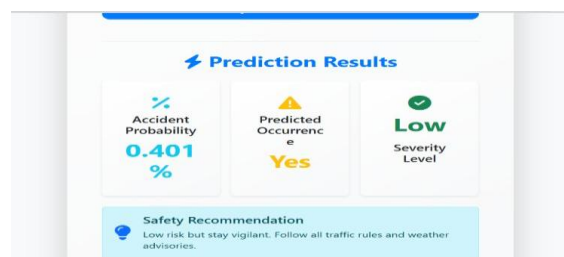 Prediction Results
Accident
Probability
0.401
%
Predicted
Occurrenc
e
Yes
Low
Severity
Level
Safety Recommendation
Low risk but stay vigilant. Follow all traffic rules and weather
advisories.